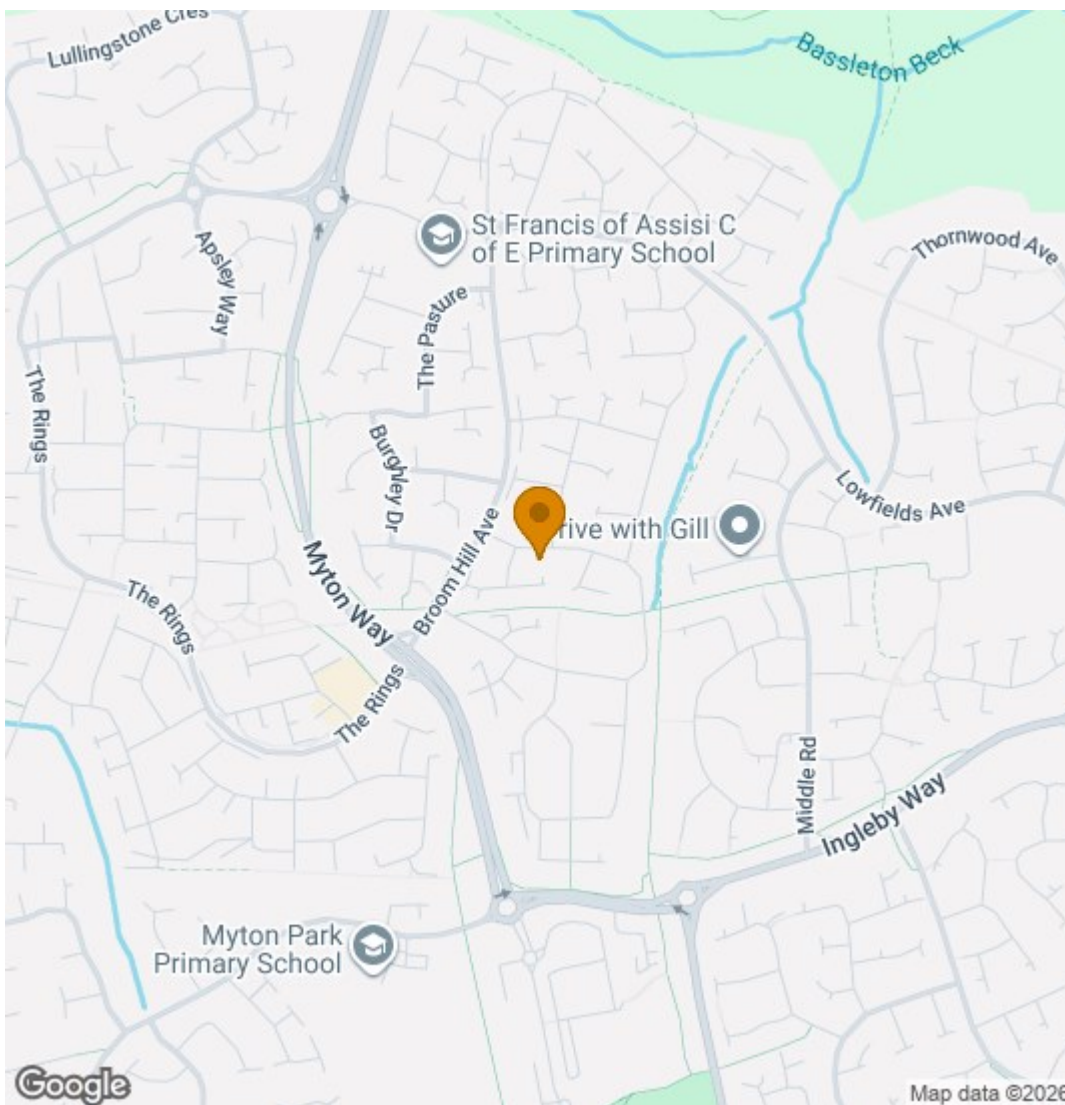 Lullingstone Cres
Bassleton Beck
St Francis of Assisi C
of E Primary School
Thornwood Ave
Apsley Way
The Pasture
The Rings
Burghley Dr
Lowfields Ave
rive with Gill
Broom Hill Ave
Myton Way
The Rings
The Rings
Middle Rd
Ingleby Way
Myton Park
Primary School
Google
Map data ©2026